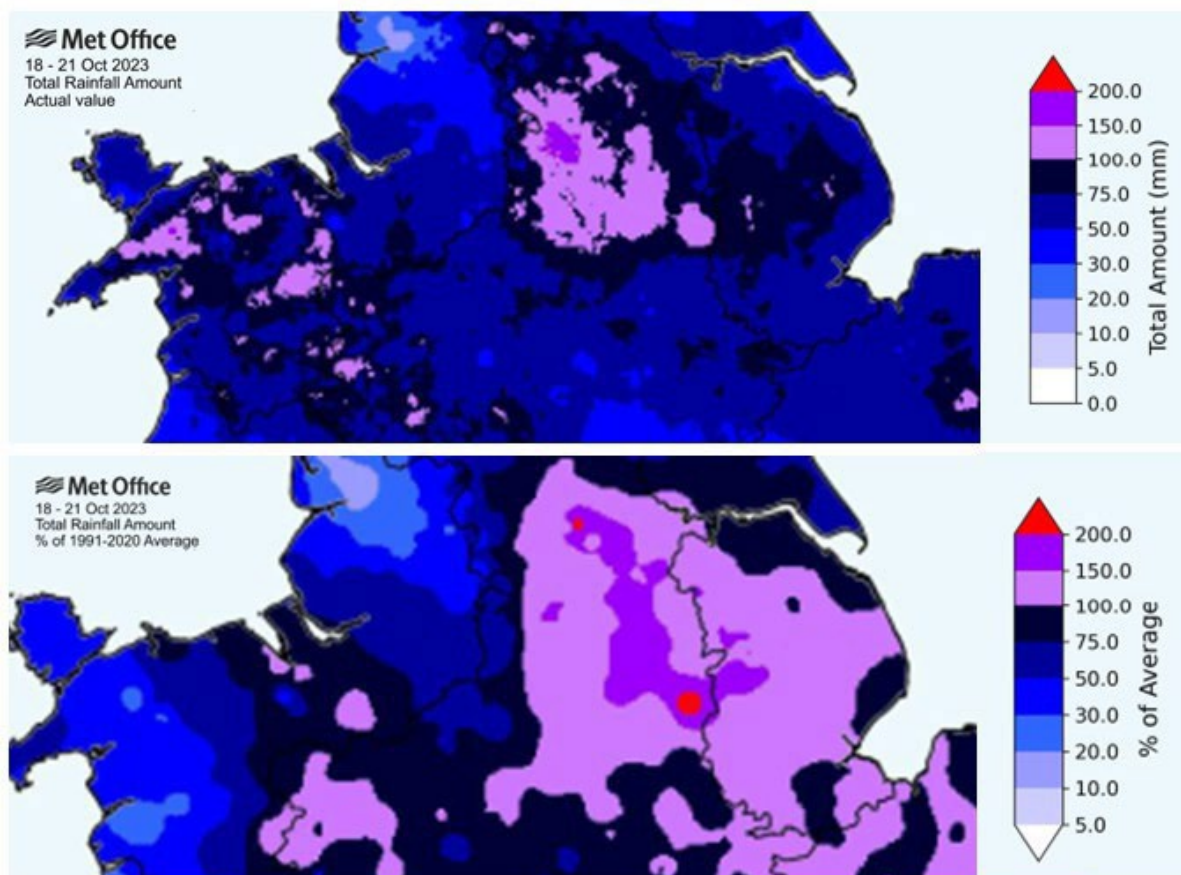 Met Office
18 - 21 Oct 2023
Total Rainfall Amount
Actual value
200.0
150.0
100.0
75.0
50.0
30.0
20.0
10.0
5.0
0.0
Total Amount (mm)
Met Office
18 - 21 Oct 2023
Total Rainfall Amount
% of 1991-2020 Average
200.0
150.0
100.0
75.0
50.0
30.0
20.0
10.0
5.0
% of Average